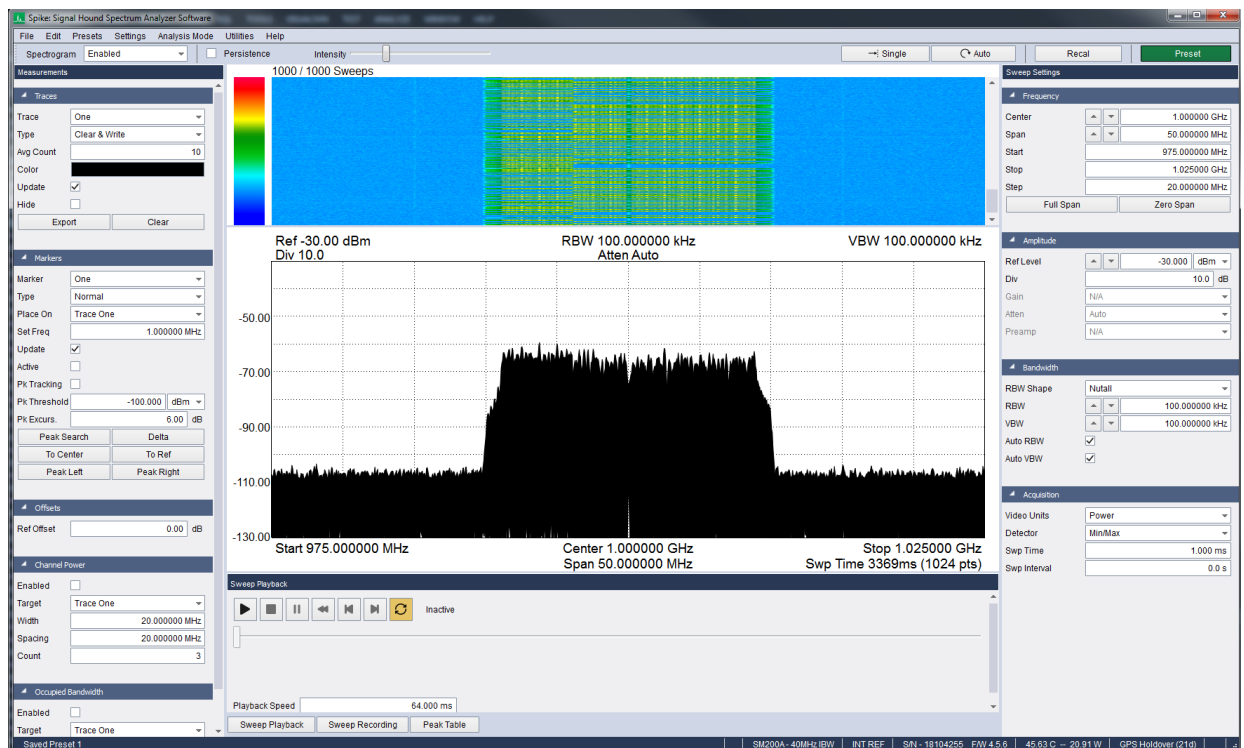 Spike: Signal Hound Spectrum Analyzer Software
File Edit Presets Settings Analysis Mode Utilities Help
Spectrogram Enabled Persistence Intensity Single Auto Recal Preset
Measurements
Traces
Trace One
Type Clear & Write
Avg Count 10
Color
Update
Hide
Export Clear
Markers
Marker One
Type Normal
Place On Trace One
Set Freq 1.000000 MHz
Update
Active
Pk Tracking
Pk Threshold -100.000 dBm
Pk Excurs. 6.00 dB
Peak Search Delta
To Center To Ref
Peak Left Peak Right
Offsets
Ref Offset 0.00 dB
Channel Power
Enabled
Target Trace One
Width 20.000000 MHz
Spacing 20.000000 MHz
Count 3
Occupied Bandwidth
Enabled
Target Trace One
1000 / 1000 Sweeps
Ref -30.00 dBm RBW 100.000000 kHz VBW 100.000000 kHz
Div 10.0 Atten Auto
-50.00
-70.00
-90.00
-110.00
-130.00
Start 975.000000 MHz Center 1.000000 GHz Stop 1.025000 GHz
Span 50.000000 MHz Swp Time 3369ms (1024 pts)
Sweep Playback
Inactive
Playback Speed 64.000 ms
Sweep Playback Sweep Recording Peak Table
Sweep Settings
Frequency
Center 1.000000 GHz
Span 50.000000 MHz
Start 975.000000 MHz
Stop 1.025000 GHz
Step 20.000000 MHz
Full Span Zero Span
Amplitude
Ref Level -30.000 dBm
Div 10.0 dB
Gain N/A
Atten Auto
Preamp N/A
Bandwidth
RBW Shape Nutall
RBW 100.000000 kHz
VBW 100.000000 kHz
Auto RBW
Auto VBW
Acquisition
Video Units Power
Detector Min/Max
Swp Time 1.000 ms
Swp Interval 0.0 s
Saved Preset 1
SM200A - 40MHz IBW INT REF S/N - 18104255 F/W 4.5.6 45.63 C -- 20.91 W GPS Holdover (21d)